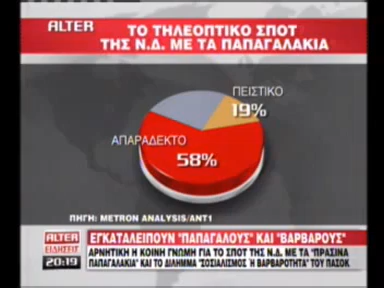 ALTER
ΤΟ ΤΗΛΕΟΠΤΙΚΟ ΣΠΟΤ
ΤΗΣ Ν.Δ. ΜΕ ΤΑ ΠΑΠΑΓΑΛΑΚΙΑ
ΠΕΙΣΤΙΚΟ
19%
ΑΠΑΡΑΔΕΚΤΟ
58%
ΠΗΓΗ: METRON ANALYSIS/ANT1
ALTER
ΕΙΔΗΣΕΙΣ
20:19
ΕΓΚΑΤΑΛΕΙΠΟΥΝ "ΠΑΠΑΓΑΛΟΥΣ" ΚΑΙ "ΒΑΡΒΑΡΟΥΣ"
ΑΡΝΗΤΙΚΗ Η ΚΟΙΝΗ ΓΝΩΜΗ ΓΙΑ ΤΟ ΣΠΟΤ ΤΗΣ Ν.Δ. ΜΕ ΤΑ "ΠΡΑΣΙΝΑ
ΠΑΠΑΓΑΛΑΚΙΑ" ΚΑΙ ΤΟ ΔΙΛΗΜΜΑ "ΣΟΣΙΑΛΙΣΜΟΣ Ή ΒΑΡΒΑΡΟΤΗΤΑ" ΤΟΥ ΠΑΣΟΚ